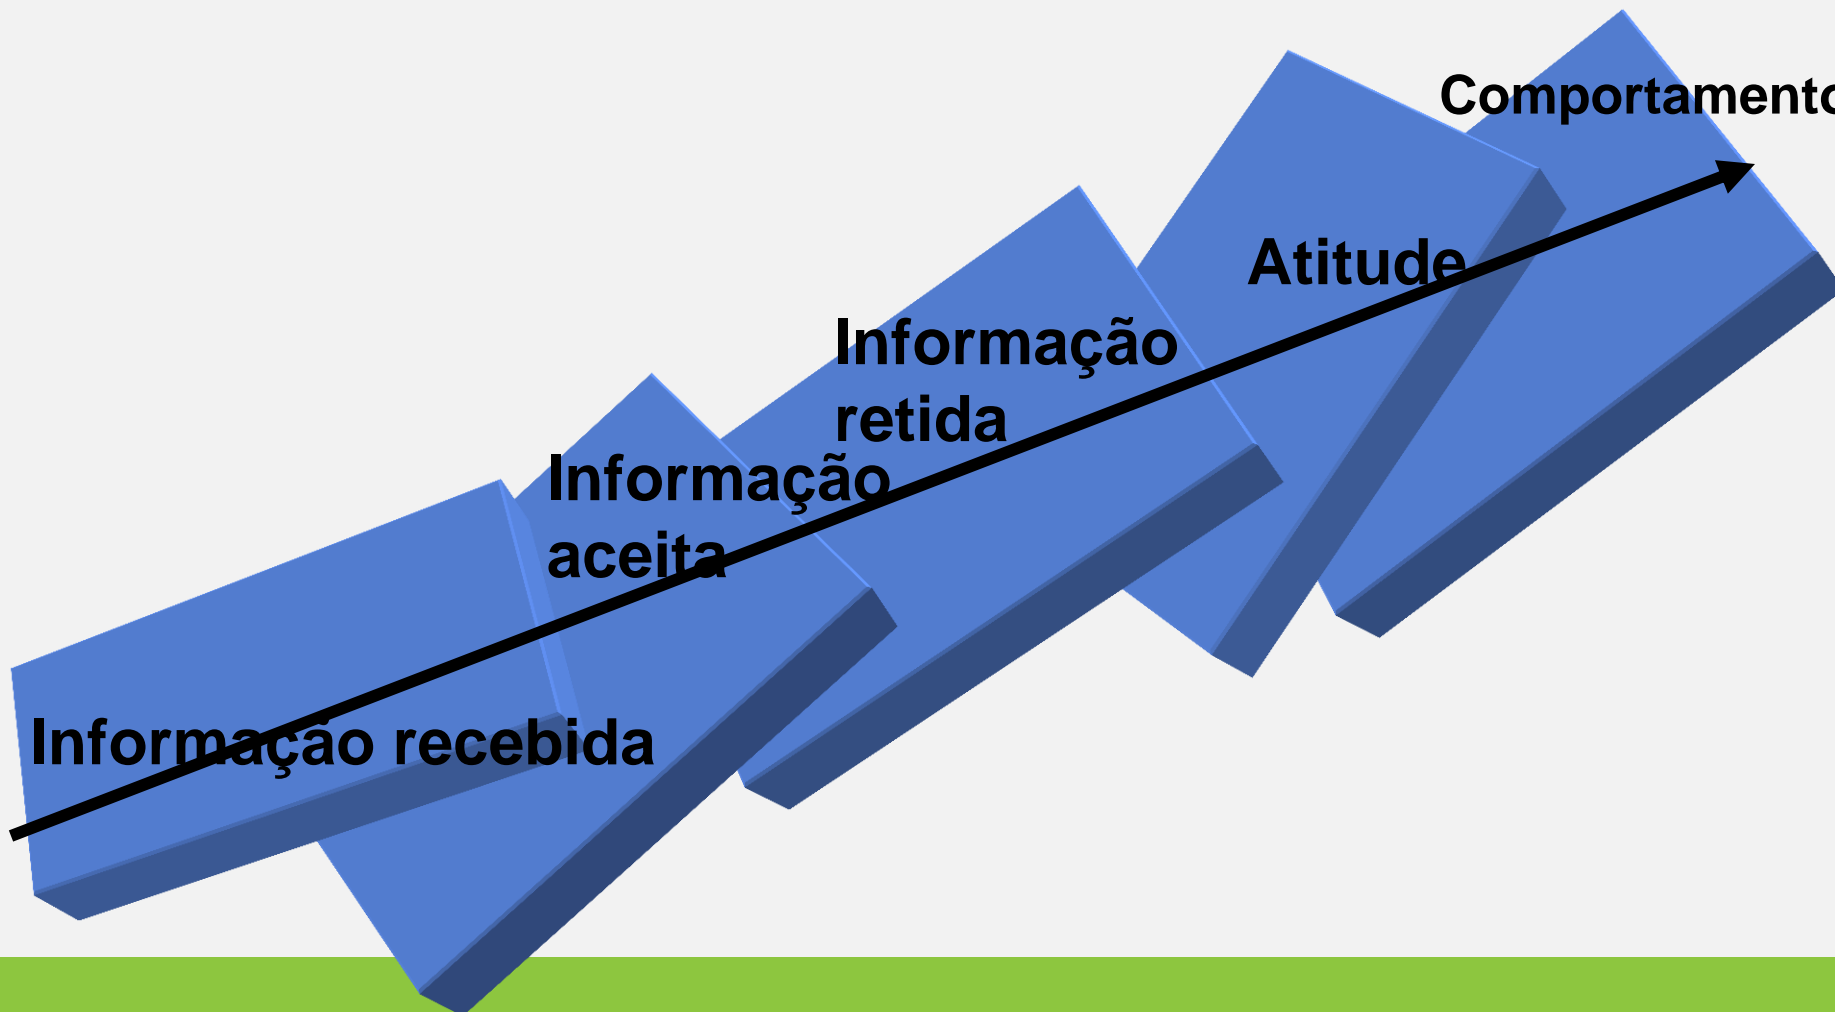 Comportamento
Atitude
Informação
retida
Informação
aceita
Informação recebida